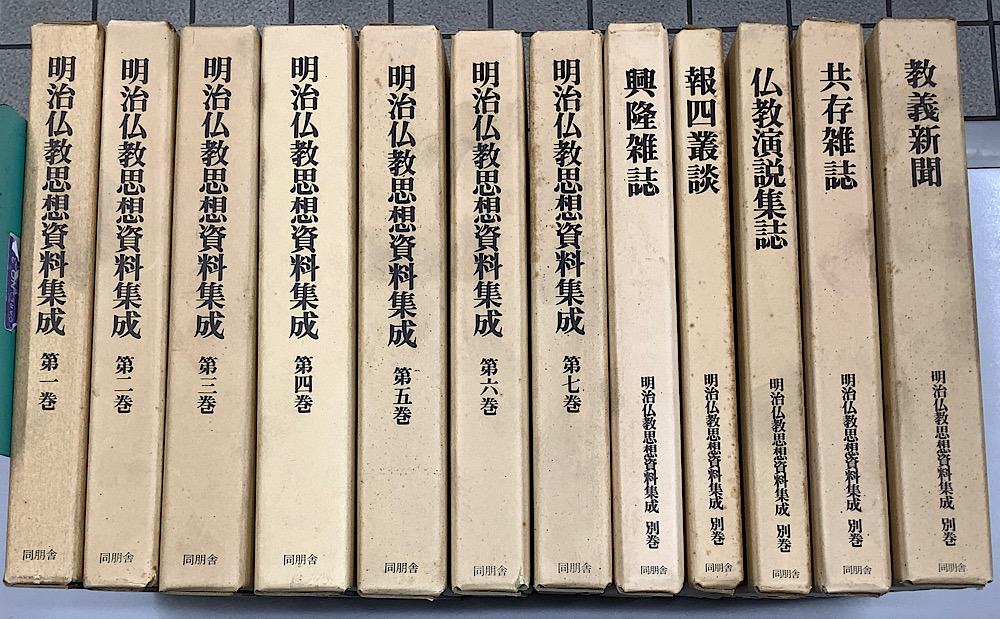 明治仏教思想資料集成 第一巻
同朋舎
明治仏教思想資料集成 第二巻
同朋舎
明治仏教思想資料集成 第三巻
同朋舎
明治仏教思想資料集成 第四巻
同朋舎
明治仏教思想資料集成 第五巻
同朋舎
明治仏教思想資料集成 第六巻
同朋舎
明治仏教思想資料集成 第七巻
同朋舎
興隆雑誌
明治仏教思想資料集成 別巻
同朋舎
報四叢談
明治仏教思想資料集成 別巻
同朋舎
仏教演説集誌
明治仏教思想資料集成 別巻
同朋舎
共存雑誌
明治仏教思想資料集成 別巻
同朋舎
教義新聞
明治仏教思想資料集成 別巻
同朋舎